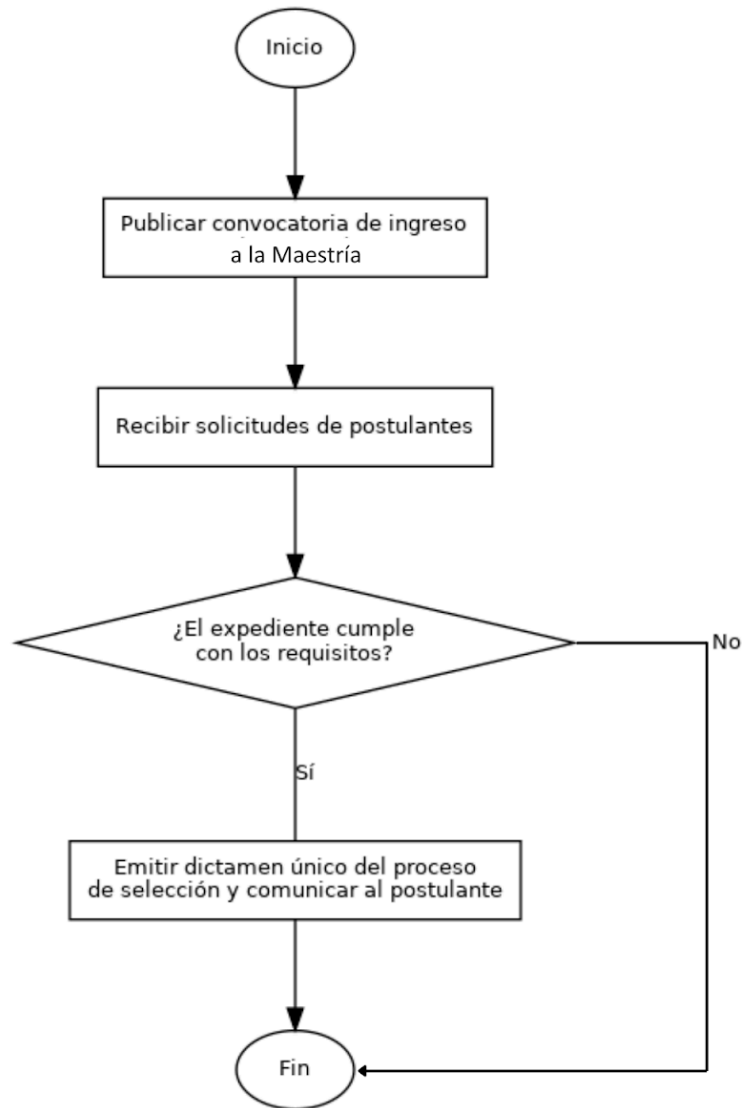 Inicio
Publicar convocatoria de ingreso
a la Maestría
Recibir solicitudes de postulantes
¿El expediente cumple
con los requisitos?
No
Sí
Emitir dictamen único del proceso
de selección y comunicar al postulante
Fin